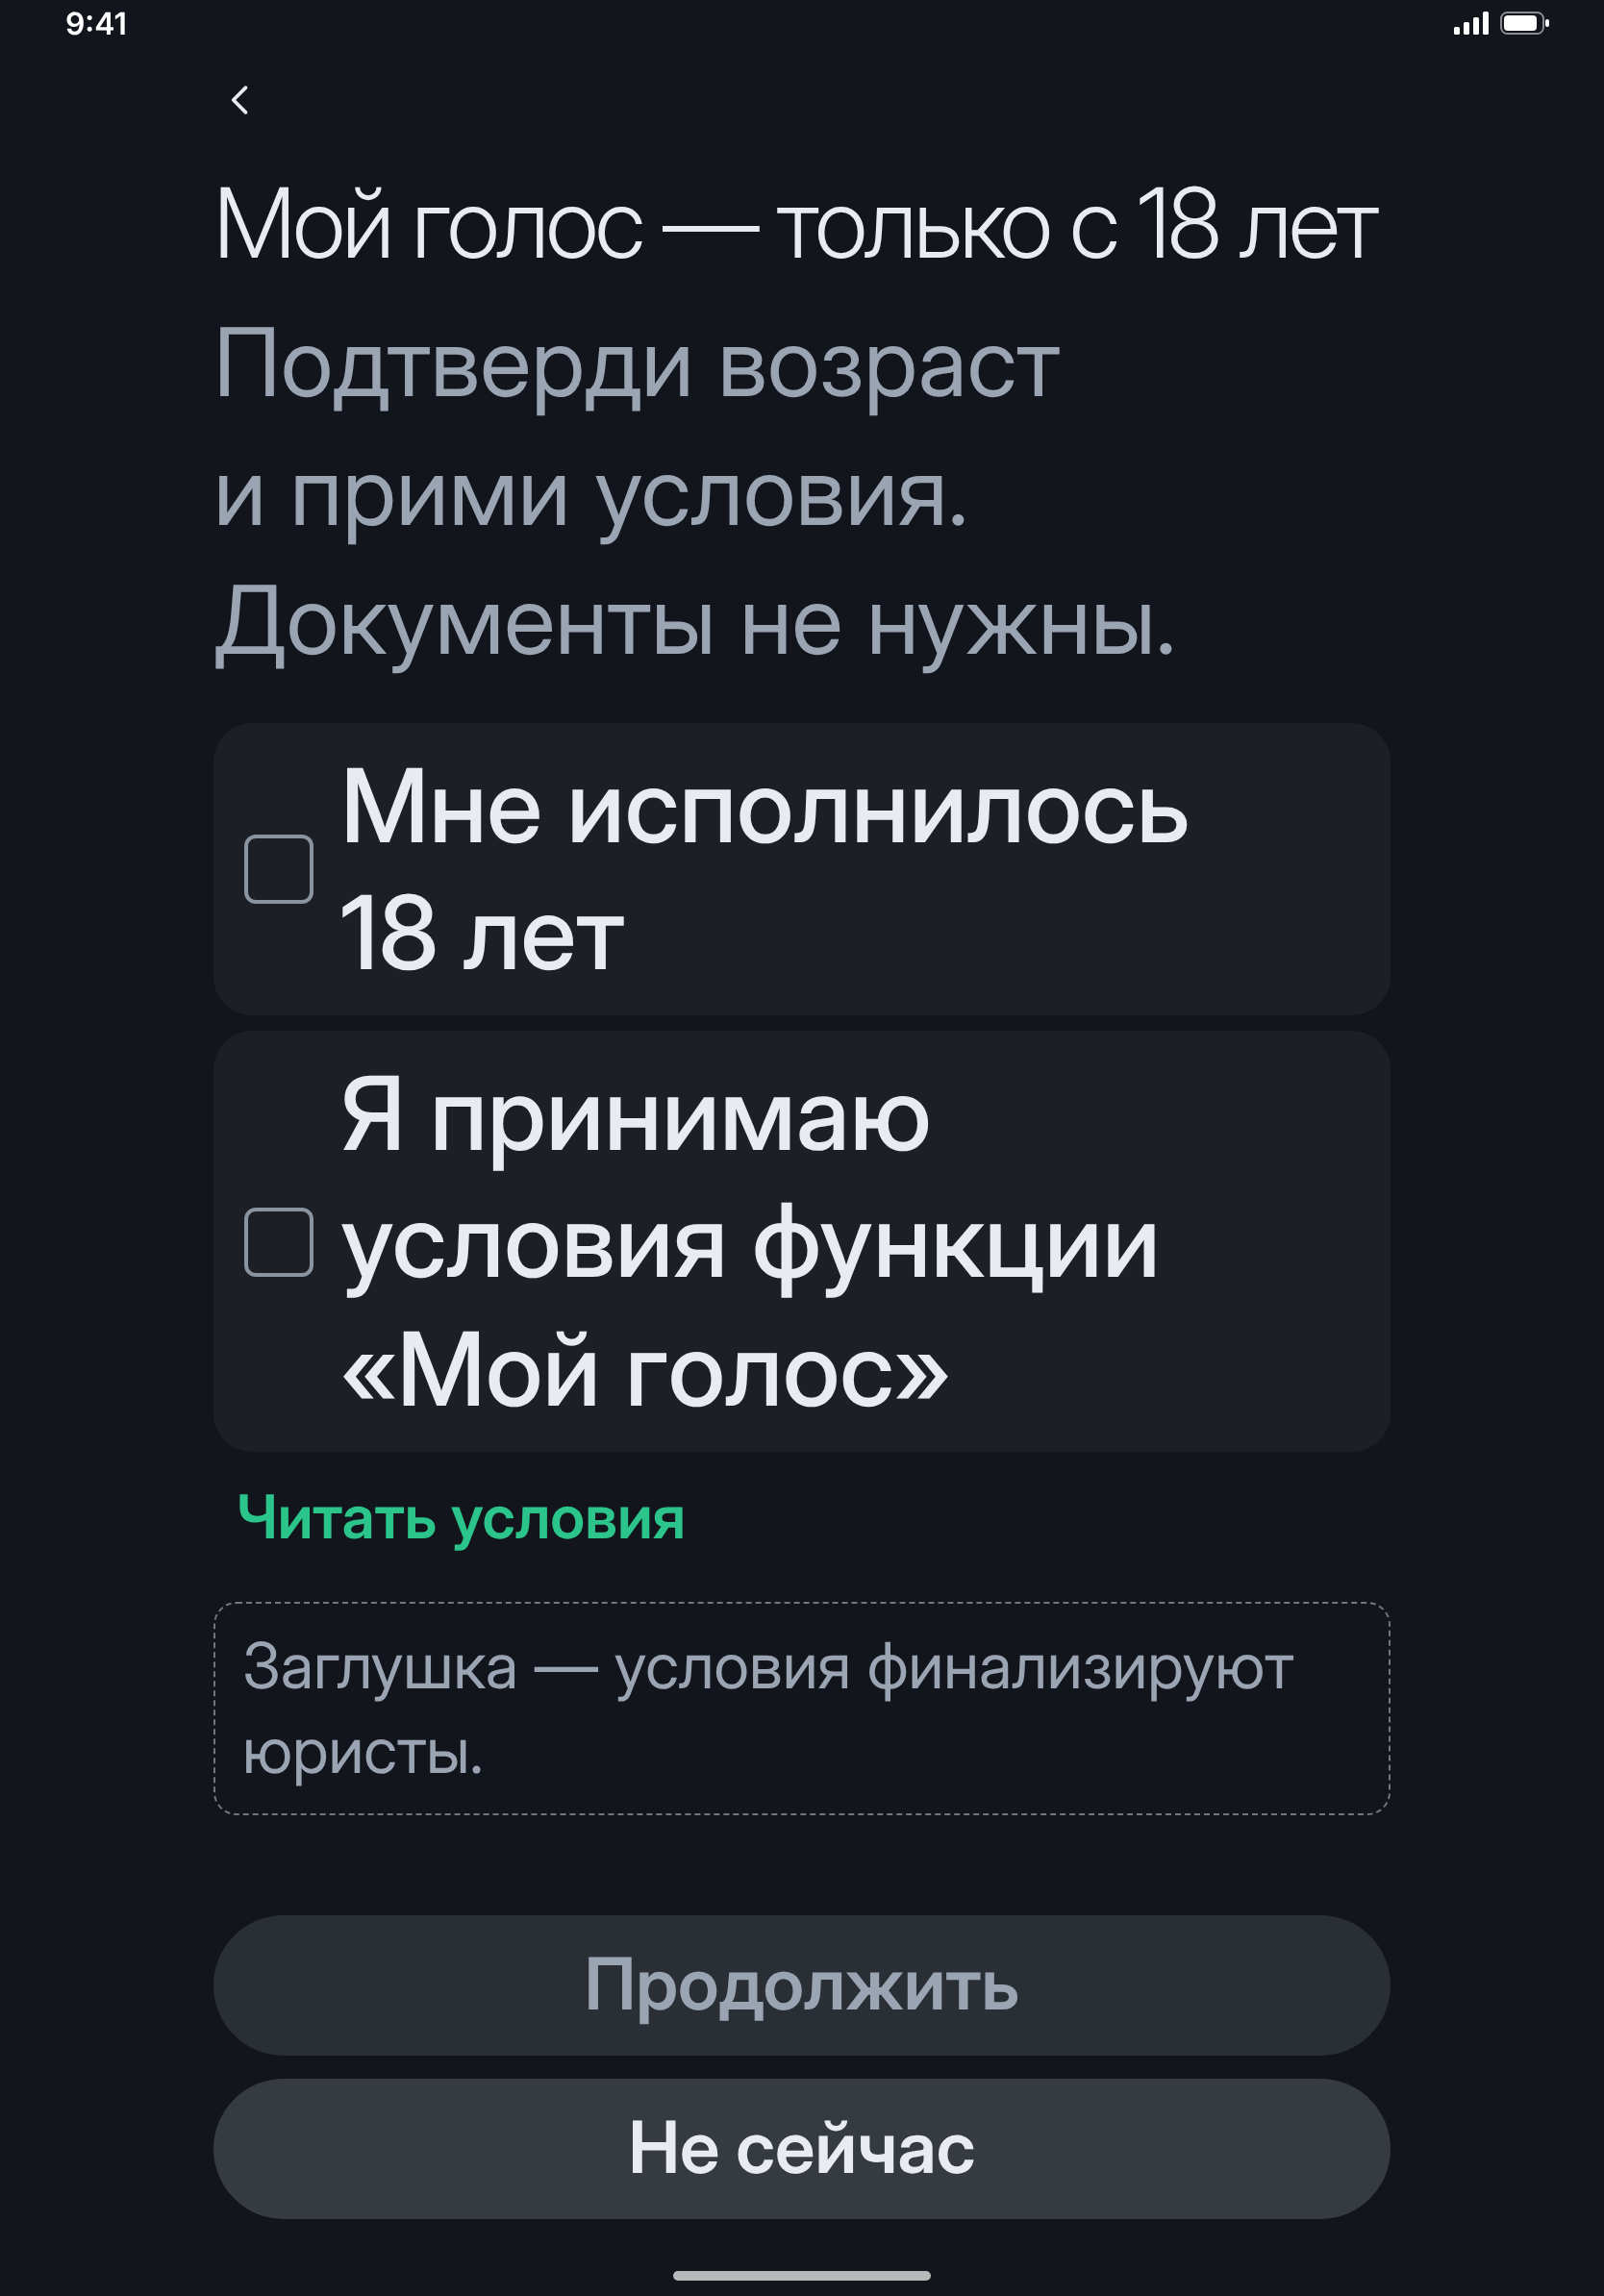 9:41
Мой голос — только с 18 лет
Подтверди возраст
и прими условия.
Документы не нужны.
Мне исполнилось
18 лет
Я принимаю
условия функции
«Мой голос»
Читать условия
Заглушка — условия финализируют
юристы.
Продолжить
Не сейчас